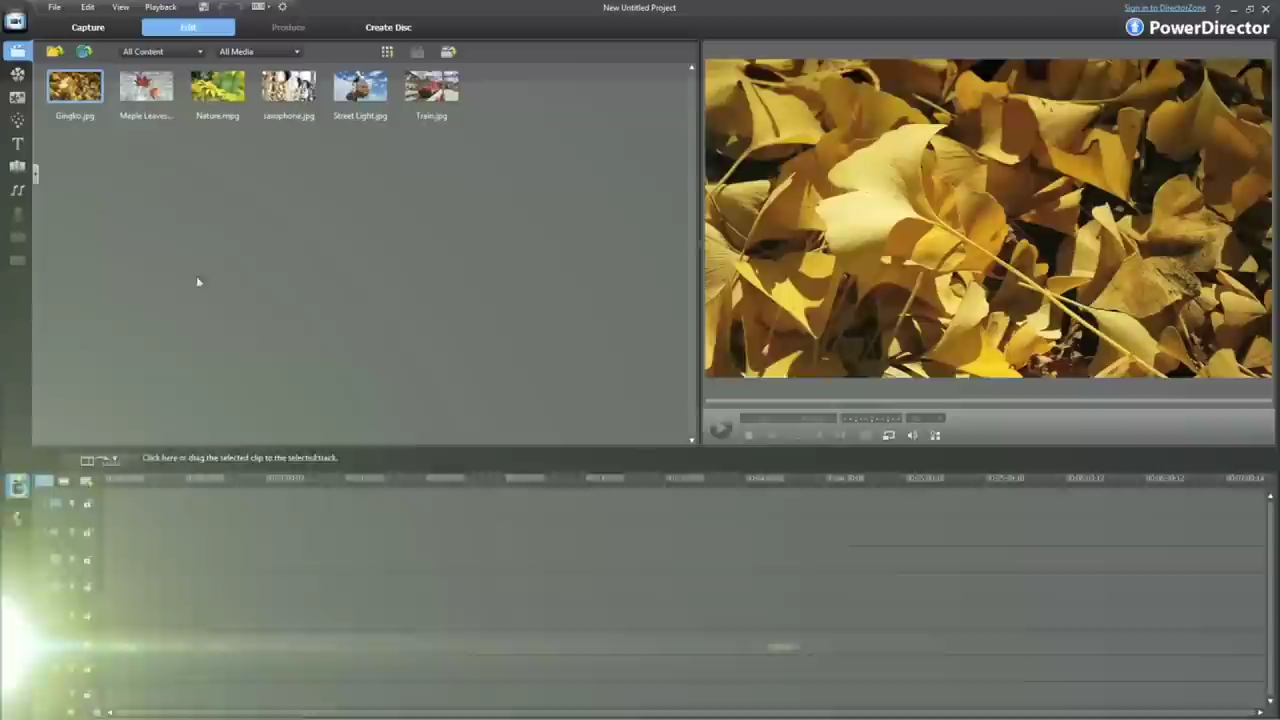 File Edit View Playback
New Untitled Project
Sign in to DirectorZone
?
Capture
Edit
Produce
Create Disc
PowerDirector
All Content
All Media
Gingko.jpg
Maple Leaves...
Nature.mpg
saxophone.jpg
Street Light.jpg
Train.jpg
T
Click here or drag the selected clip to the selected track.